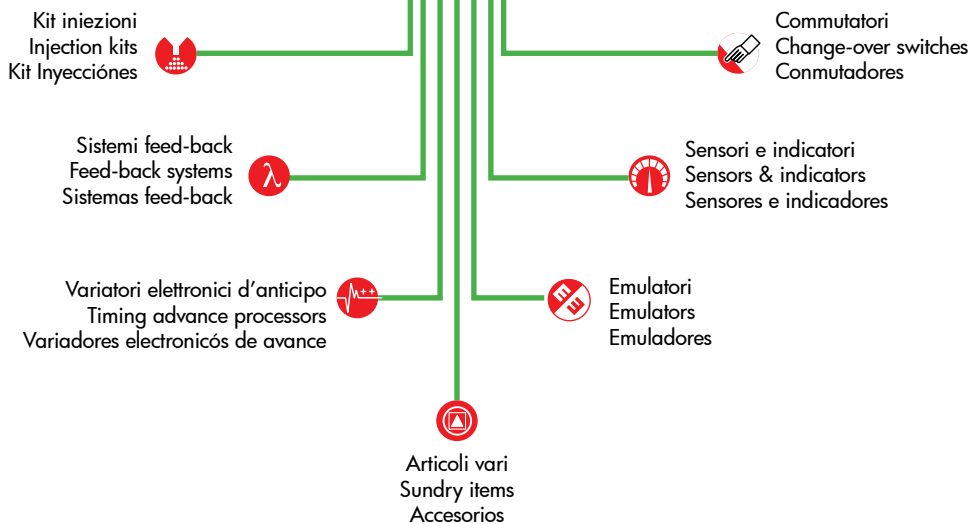 Kit iniezioni
Injection kits
Kit Inyecciónes
Commutatori
Change-over switches
Conmutadores
Sistemi feed-back
Feed-back systems
Sistemas feed-back
λ
Sensori e indicatori
Sensors & indicators
Sensores e indicadores
Variatori elettronici d'anticipo
Timing advance processors
Variadores electronicós de avance
++
E
E
Emulatori
Emulators
Emuladores
Articoli vari
Sundry items
Accesorios